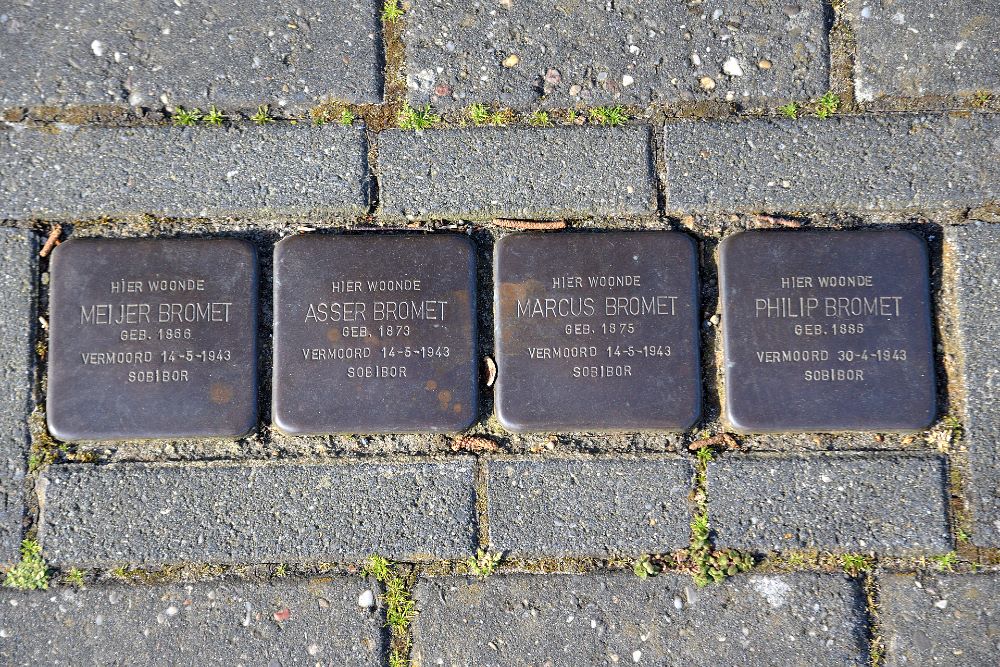 HIER WOONDE
MEIJER BROMET
GEB. 1866
VERMOORD 14-5-1943
SOBIBOR
HIER WOONDE
ASSER BROMET
GEB. 1873
VERMOORD 14-5-1943
SOBIBOR
HIER WOONDE
MARCUS BROMET
GEB. 1875
VERMOORD 14-5-1943
SOBIBOR
HIER WOONDE
PHILIP BROMET
GEB. 1886
VERMOORD 30-4-1943
SOBIBOR